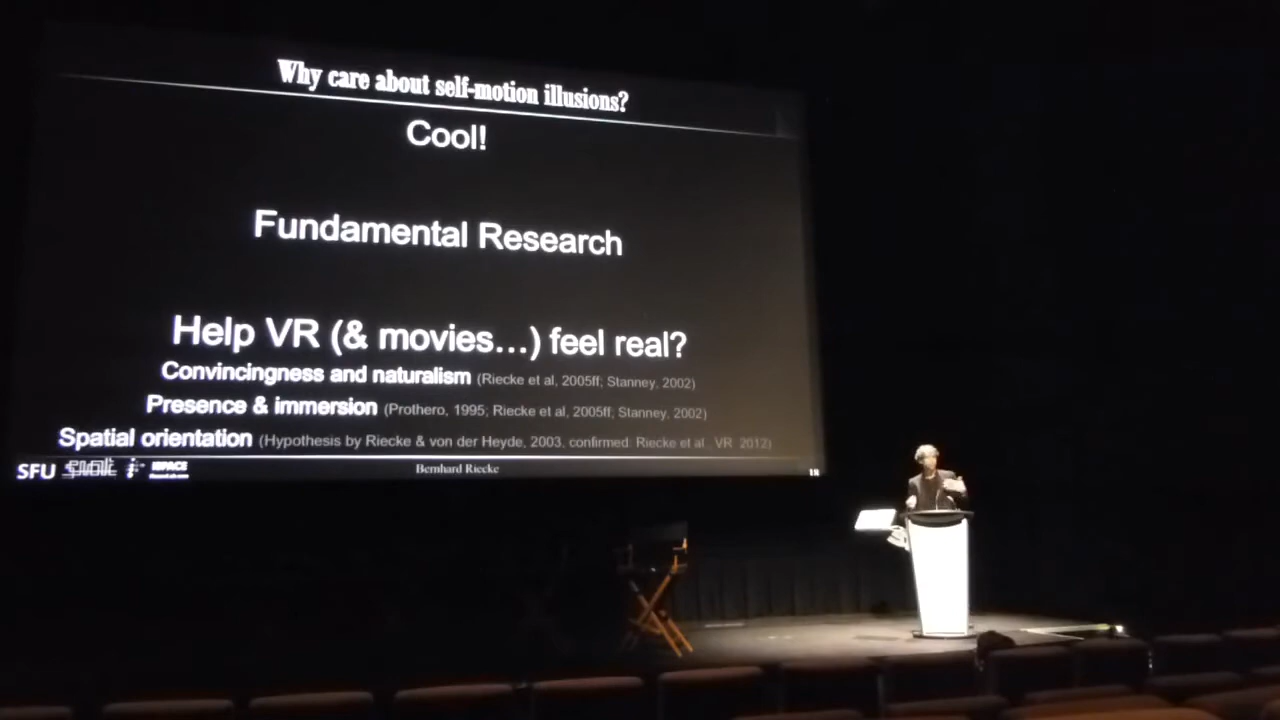 Why care about self-motion illusions?
Cool!
Fundamental Research
Help VR (& movies...) feel real?
Convincingness and naturalism (Riecke et al, 2005ff; Stanney, 2002)
Presence & immersion (Prothero, 1995; Riecke et al, 2005ff; Stanney, 2002)
Spatial orientation (Hypothesis by Riecke & von der Heyde, 2003, confirmed: Riecke et al., VR 2012)
SFU iSPACE Bernhard Riecke 18